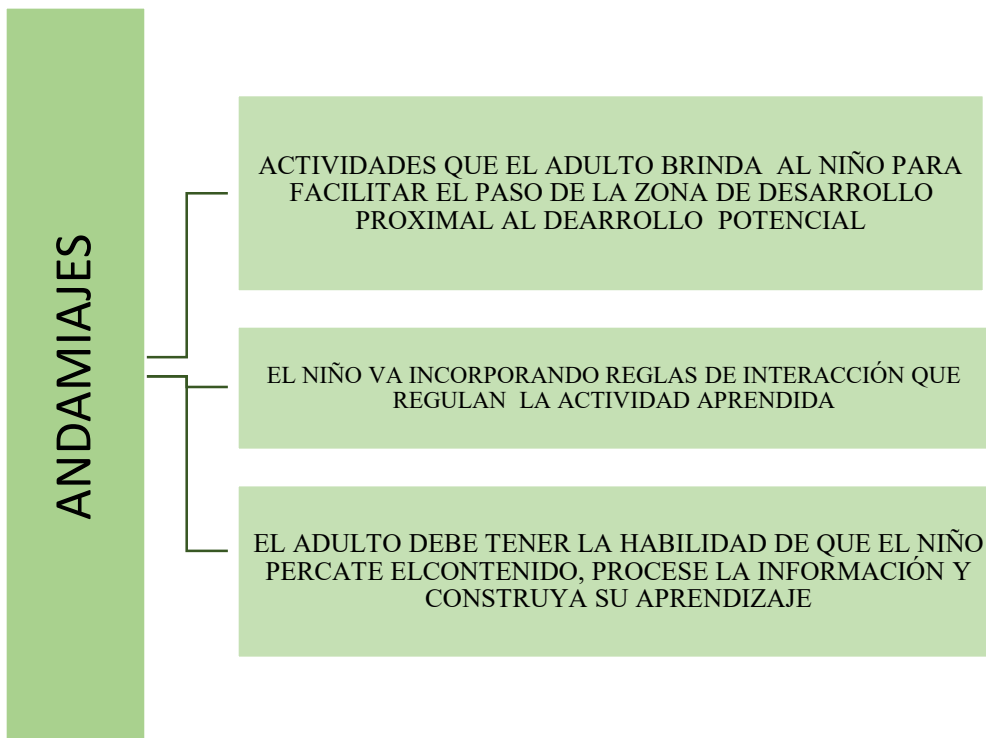 ANDAMIAJES
ACTIVIDADES QUE EL ADULTO BRINDA AL NIÑO PARA
FACILITAR EL PASO DE LA ZONA DE DESARROLLO
PROXIMAL AL DEARROLLO POTENCIAL
EL NIÑO VA INCORPORANDO REGLAS DE INTERACCIÓN QUE
REGULAN LA ACTIVIDAD APRENDIDA
EL ADULTO DEBE TENER LA HABILIDAD DE QUE EL NIÑO
PERCATE ELCONTENIDO, PROCESE LA INFORMACIÓN Y
CONSTRUYA SU APRENDIZAJE